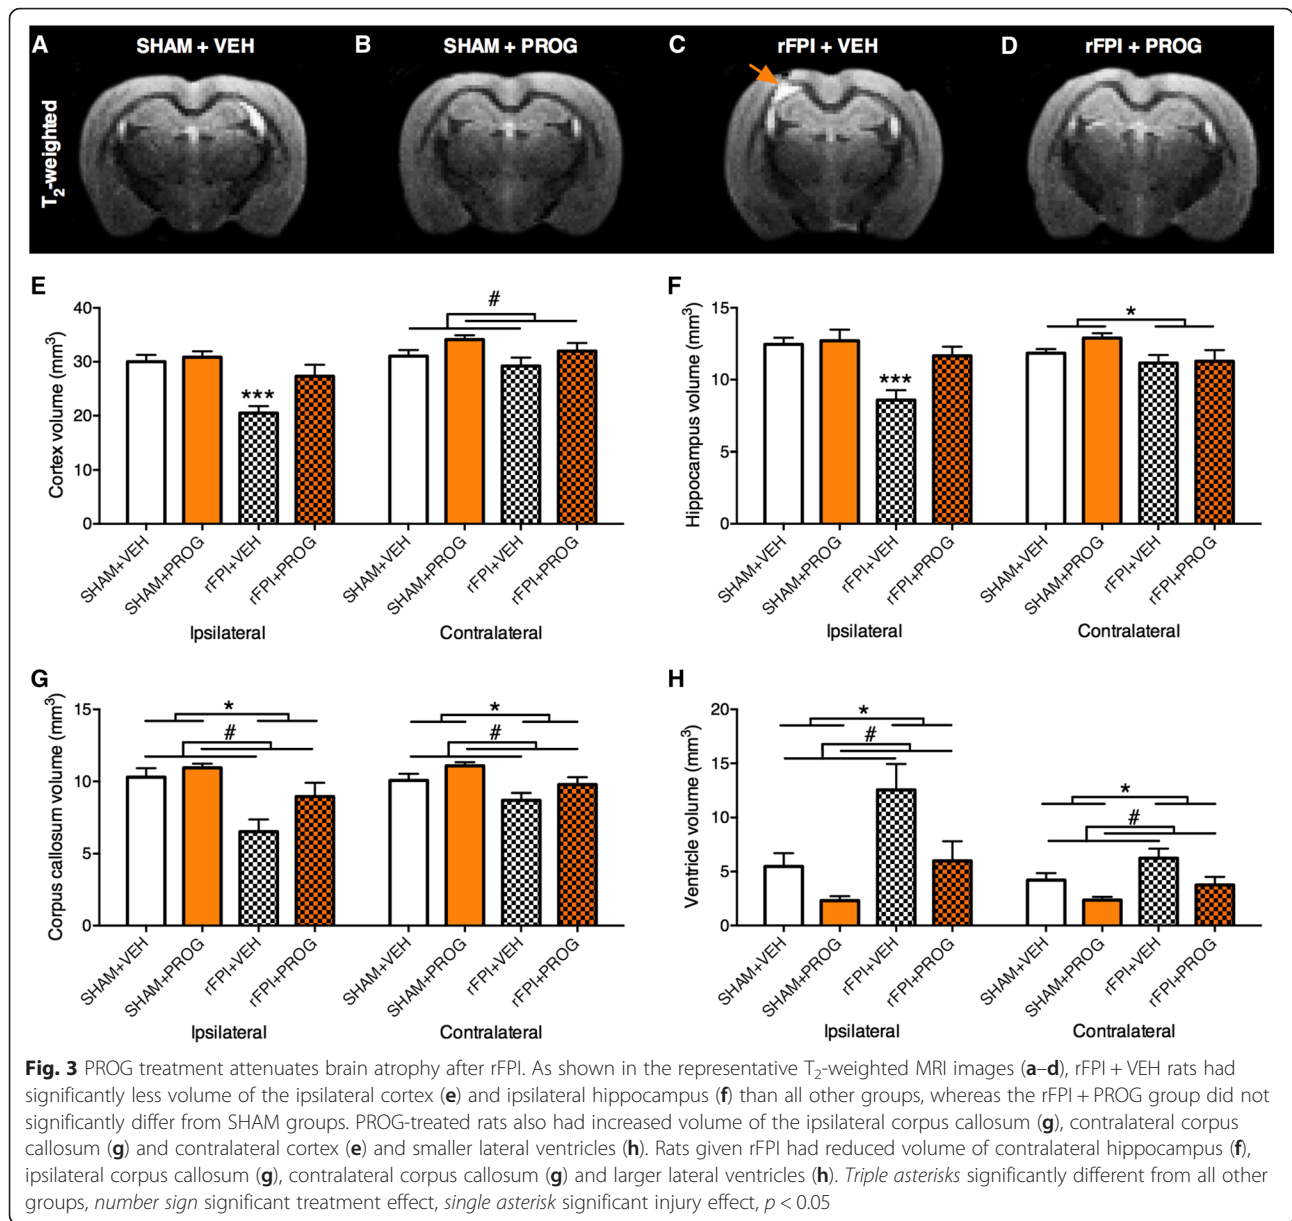 A SHAM + VEH B SHAM + PROG C rFPI + VEH D rFPI + PROG
T2-weighted
E
Cortex volume (mm3)
40
30
20
10
0
***
#
SHAM+VEH
SHAM+PROG
rFPI+VEH
rFPI+PROG
SHAM+VEH
SHAM+PROG
rFPI+VEH
rFPI+PROG
Ipsilateral
Contralateral
F
Hippocampus volume (mm3)
15
10
5
0
***
*
SHAM+VEH
SHAM+PROG
rFPI+VEH
rFPI+PROG
SHAM+VEH
SHAM+PROG
rFPI+VEH
rFPI+PROG
Ipsilateral
Contralateral
G
Corpus callosum volume (mm3)
15
10
5
0
*
#
*
#
SHAM+VEH
SHAM+PROG
rFPI+VEH
rFPI+PROG
SHAM+VEH
SHAM+PROG
rFPI+VEH
rFPI+PROG
Ipsilateral
Contralateral
H
Ventricle volume (mm3)
20
15
10
5
0
*
#
*
#
SHAM+VEH
SHAM+PROG
rFPI+VEH
rFPI+PROG
SHAM+VEH
SHAM+PROG
rFPI+VEH
rFPI+PROG
Ipsilateral
Contralateral
Fig. 3 PROG treatment attenuates brain atrophy after rFPI. As shown in the representative T2-weighted MRI images (a–d), rFPI + VEH rats had
significantly less volume of the ipsilateral cortex (e) and ipsilateral hippocampus (f) than all other groups, whereas the rFPI + PROG group did not
significantly differ from SHAM groups. PROG-treated rats also had increased volume of the ipsilateral corpus callosum (g), contralateral corpus
callosum (g) and contralateral cortex (e) and smaller lateral ventricles (h). Rats given rFPI had reduced volume of contralateral hippocampus (f),
ipsilateral corpus callosum (g), contralateral corpus callosum (g) and larger lateral ventricles (h). Triple asterisks significantly different from all other
groups, number sign significant treatment effect, single asterisk significant injury effect, p < 0.05